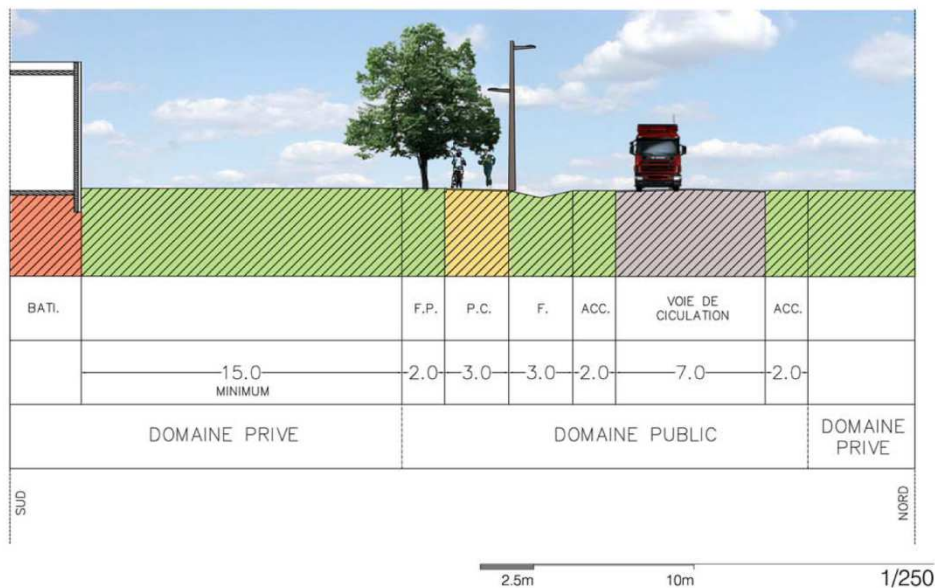 BATI.
F.P.
P.C.
F.
ACC.
VOIE DE
CICULATION
ACC.
15.0
MINIMUM
2.0
3.0
3.0
2.0
7.0
2.0
DOMAINE PRIVE
DOMAINE PUBLIC
DOMAINE
PRIVE
SUD
NORD
2.5m
10m
1/250